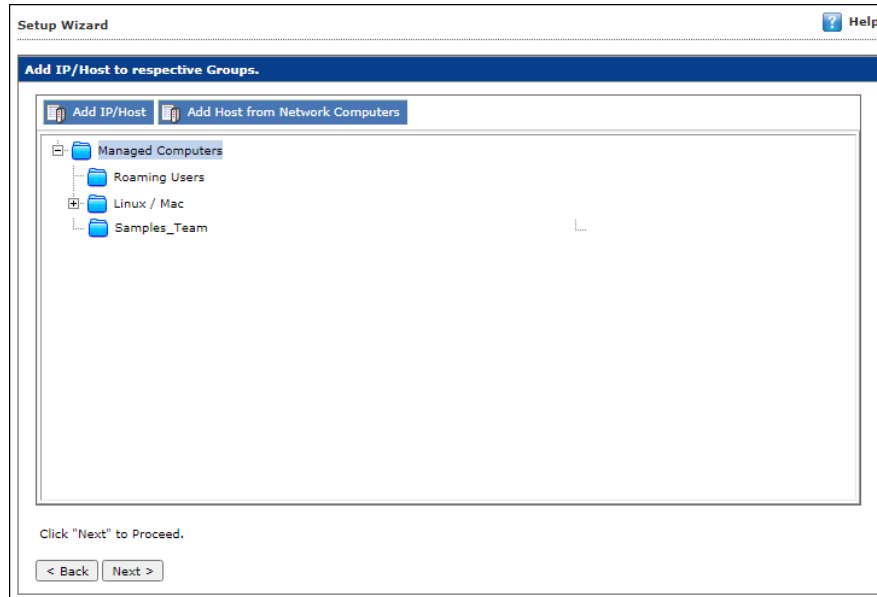 Setup Wizard Help
Add IP/Host to respective Groups.
Add IP/Host Add Host from Network Computers
Managed Computers
Roaming Users
Linux / Mac
Samples_Team
Click "Next" to Proceed.
< Back Next >